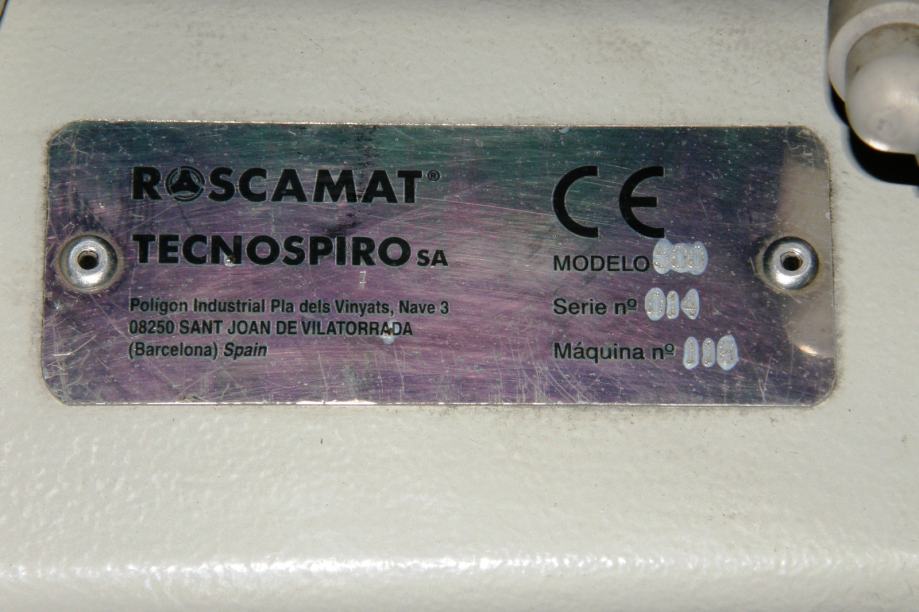 ROSCAMAT®
TECNOSPIRO SA
Polígon Industrial Pla dels Vinyats, Nave 3
08250 SANT JOAN DE VILATORRADA
(Barcelona) Spain
CE
MODELO
Serie nº 014
Máquina nº